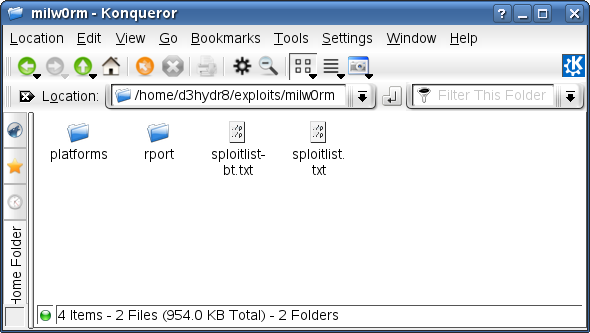 milw0rm - Konqueror
Location Edit View Go Bookmarks Tools Settings Window Help
Location: /home/d3hydr8/exploits/milw0rm Filter This Folder
Home Folder
platforms rport sploitlist- sploitlist.
bt.txt txt
4 Items - 2 Files (954.0 KB Total) - 2 Folders